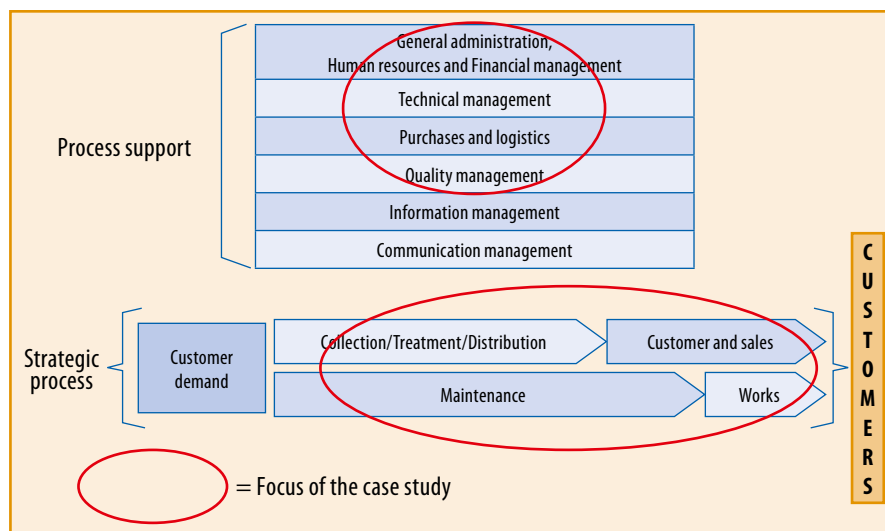 General administration,
Human resources and Financial management
Technical management
Purchases and logistics
Process support
Quality management
Information management
Communication management
CUSTOMERS
Strategic
process
Customer
demand
Collection/Treatment/Distribution
Customer and sales
Maintenance
Works
= Focus of the case study